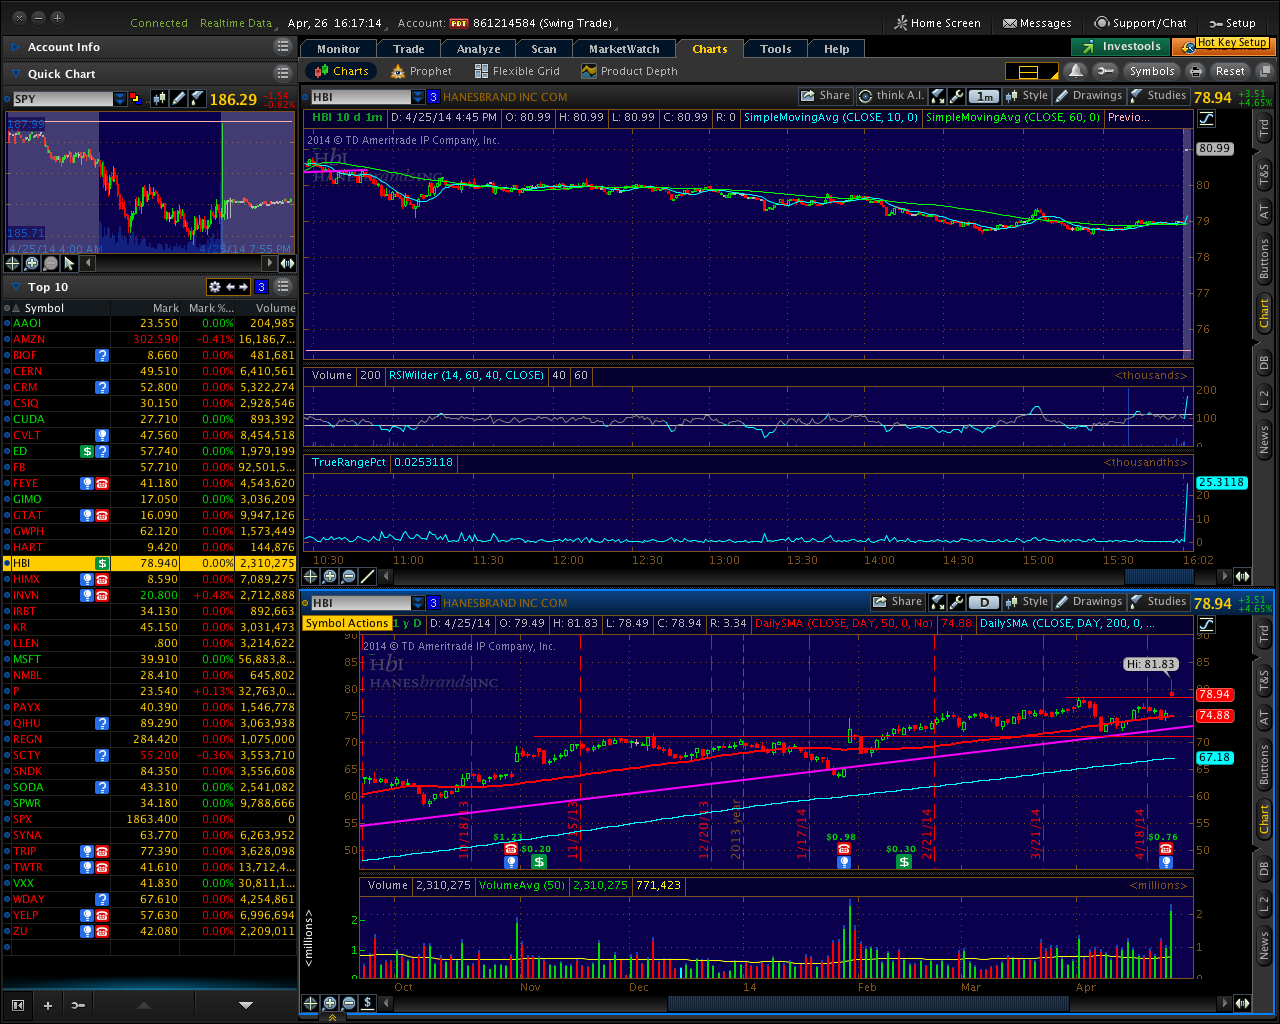 Connected Realtime Data Apr, 26 16:17:14 Account: PDT 861214584 (Swing Trade) Home Screen Messages Support/Chat Setup
Account Info
Quick Chart
SPY 186.29 -1.54 -0.82%
187.99
185.71
4/25/14 4:00 AM 4/25/14 7:55 PM
Top 10 3
Symbol Mark Mark %... Volume
AAOI 23.550 0.00% 204,985
AMZN 302.590 -0.41% 16,186,7...
BIOF 8.660 0.00% 481,681
CERN 49.510 0.00% 6,410,561
CRM 52.800 0.00% 5,322,274
CSIQ 30.150 0.00% 2,928,546
CUDA 27.710 0.00% 893,392
CVLT 47.560 0.00% 8,454,518
ED $ 57.740 0.00% 1,979,199
FB 57.710 0.00% 92,501,5...
FEYE 41.180 0.00% 4,543,620
GIMO 17.050 0.00% 3,036,209
GTAT 16.090 0.00% 9,947,126
GWPH 62.120 0.00% 1,573,449
HART 9.420 0.00% 144,876
HBI $ 78.940 0.00% 2,310,275
HIMX 8.590 0.00% 7,089,275
INVN 20.800 +0.48% 2,712,888
IRBT 34.130 0.00% 892,663
KR 45.150 0.00% 3,031,473
LLEN .800 0.00% 3,214,622
MSFT 39.910 0.00% 56,883,8...
NMBL 28.410 0.00% 645,802
P 23.540 +0.13% 32,763,0...
PAYX 40.390 0.00% 1,546,778
QIHU 89.290 0.00% 3,063,938
REGN 284.420 0.00% 1,075,000
SCTY 55.200 -0.36% 3,553,710
SNDK 84.350 0.00% 3,556,608
SODA 43.310 0.00% 2,541,082
SPWR 34.180 0.00% 9,788,666
SPX 1863.400 0.00% 0
SYNA 63.770 0.00% 6,263,952
TRIP 77.390 0.00% 3,628,098
TWTR 41.610 0.00% 13,712,4...
VXX 41.830 0.00% 30,811,1...
WDAY 67.610 0.00% 4,254,861
YELP 57.630 0.00% 6,996,694
ZU 42.080 0.00% 2,209,011
Monitor Trade Analyze Scan MarketWatch Charts Tools Help Investools Hot Key Setup
Charts Prophet Flexible Grid Product Depth Symbols Reset
HBI 3 HANESBRAND INC COM Share think A.I. 1m Style Drawings Studies 78.94 +3.51 +4.65%
HBI 10 d 1m D: 4/25/14 4:45 PM O: 80.99 H: 80.99 L: 80.99 C: 80.99 R: 0 SimpleMovingAvg (CLOSE, 10, 0) SimpleMovingAvg (CLOSE, 60, 0) Previo...
2014 © TD Ameritrade IP Company, Inc.
HbI
HANESbrandsINC
80.99
80
79
78
77
76
Volume 200 RSIWilder (14, 60, 40, CLOSE) 40 60 <thousands>
200
100
0
TrueRangePct 0.0253118 <thousandths>
25.3118
20
10
0
10:30 11:00 11:30 12:00 12:30 13:00 13:30 14:00 14:30 15:00 15:30 16:02
Trd
T&S
AT
Buttons
Chart
DB
L 2
News
HBI 3 HANESBRAND INC COM Share D Style Drawings Studies 78.94 +3.51 +4.65%
Symbol Actions 1 y D D: 4/25/14 O: 79.49 H: 81.83 L: 78.49 C: 78.94 R: 3.34 DailySMA (CLOSE, DAY, 50, 0, No) 74.88 DailySMA (CLOSE, DAY, 200, 0, ...
2014 © TD Ameritrade IP Company, Inc.
HbI
HANESbrandsINC
Hi: 81.83
90 90
85 85
80 80
78.94
75
74.88
70 70
67.18
65 65
60 60
55 55
50 50
10/18/13 11/15/13 12/20/13 2013 year 1/17/14 2/21/14 3/21/14 4/18/14
$1.23 $0.20 $0.98 $0.30 $0.76
$ $
Volume 2,310,275 VolumeAvg (50) 2,310,275 771,423 <millions>
<millions>
2 2
1 1
0 0
Oct Nov Dec 14 Feb Mar Apr
Trd
T&S
AT
Buttons
Chart
DB
L 2
News
$